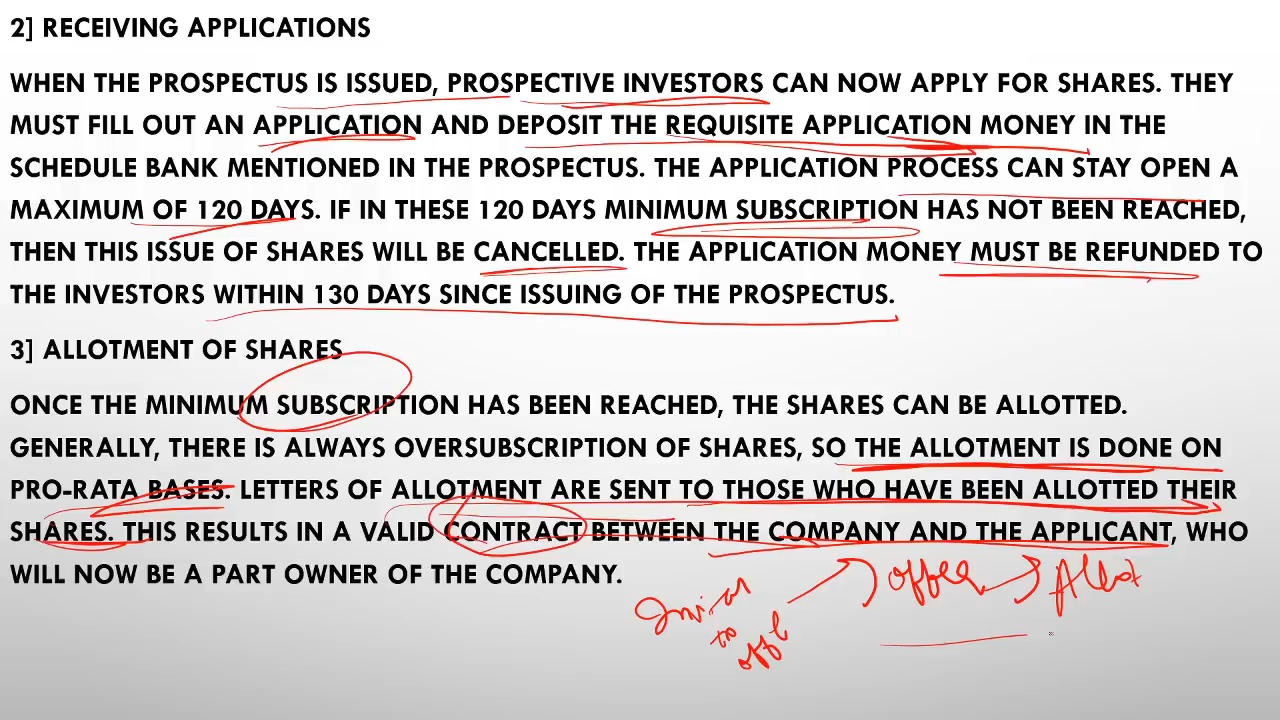 2] RECEIVING APPLICATIONS
WHEN THE PROSPECTUS IS ISSUED, PROSPECTIVE INVESTORS CAN NOW APPLY FOR SHARES. THEY
MUST FILL OUT AN APPLICATION AND DEPOSIT THE REQUISITE APPLICATION MONEY IN THE
SCHEDULE BANK MENTIONED IN THE PROSPECTUS. THE APPLICATION PROCESS CAN STAY OPEN A
MAXIMUM OF 120 DAYS. IF IN THESE 120 DAYS MINIMUM SUBSCRIPTION HAS NOT BEEN REACHED,
THEN THIS ISSUE OF SHARES WILL BE CANCELLED. THE APPLICATION MONEY MUST BE REFUNDED TO
THE INVESTORS WITHIN 130 DAYS SINCE ISSUING OF THE PROSPECTUS.
3] ALLOTMENT OF SHARES
ONCE THE MINIMUM SUBSCRIPTION HAS BEEN REACHED, THE SHARES CAN BE ALLOTTED.
GENERALLY, THERE IS ALWAYS OVERSUBSCRIPTION OF SHARES, SO THE ALLOTMENT IS DONE ON
PRO-RATA BASES. LETTERS OF ALLOTMENT ARE SENT TO THOSE WHO HAVE BEEN ALLOTTED THEIR
SHARES. THIS RESULTS IN A VALID CONTRACT BETWEEN THE COMPANY AND THE APPLICANT, WHO
WILL NOW BE A PART OWNER OF THE COMPANY.
to